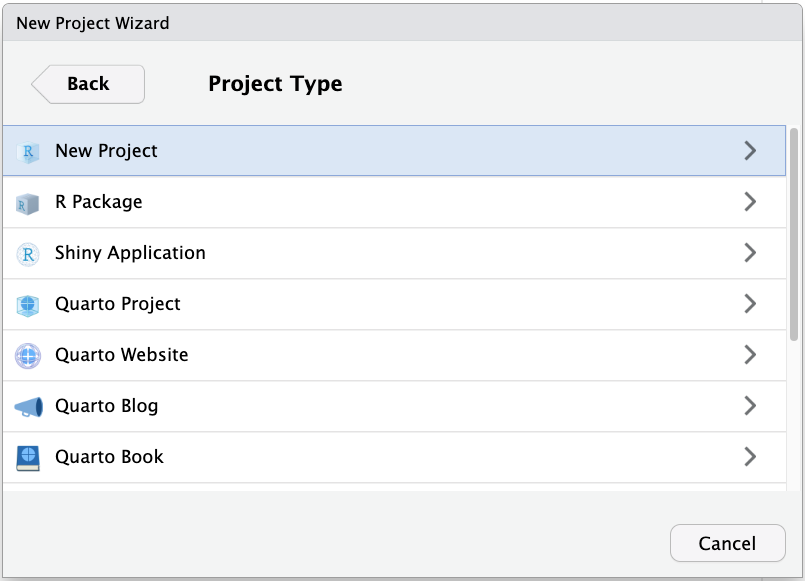 New Project Wizard
Back
Project Type
R New Project
R R Package
R Shiny Application
Quarto Project
Quarto Website
Quarto Blog
Quarto Book
Cancel